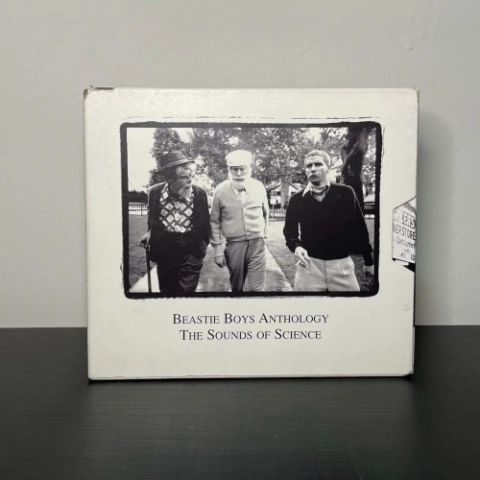 BEASTIE BOYS ANTHOLOGY
THE SOUNDS OF SCIENCE